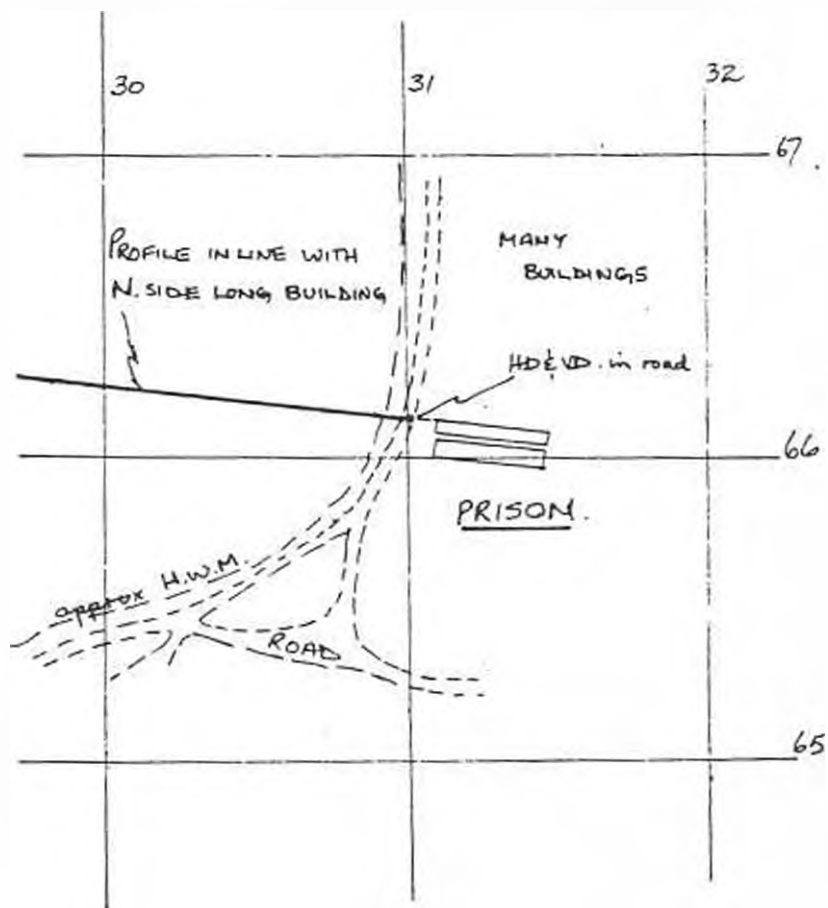 30
31
32
67
PROFILE IN LINE WITH
N. SIDE LONG BUILDING
MANY
BUILDINGS
HD & VD. in road
66
PRISON.
approx H.W.M.
ROAD
65